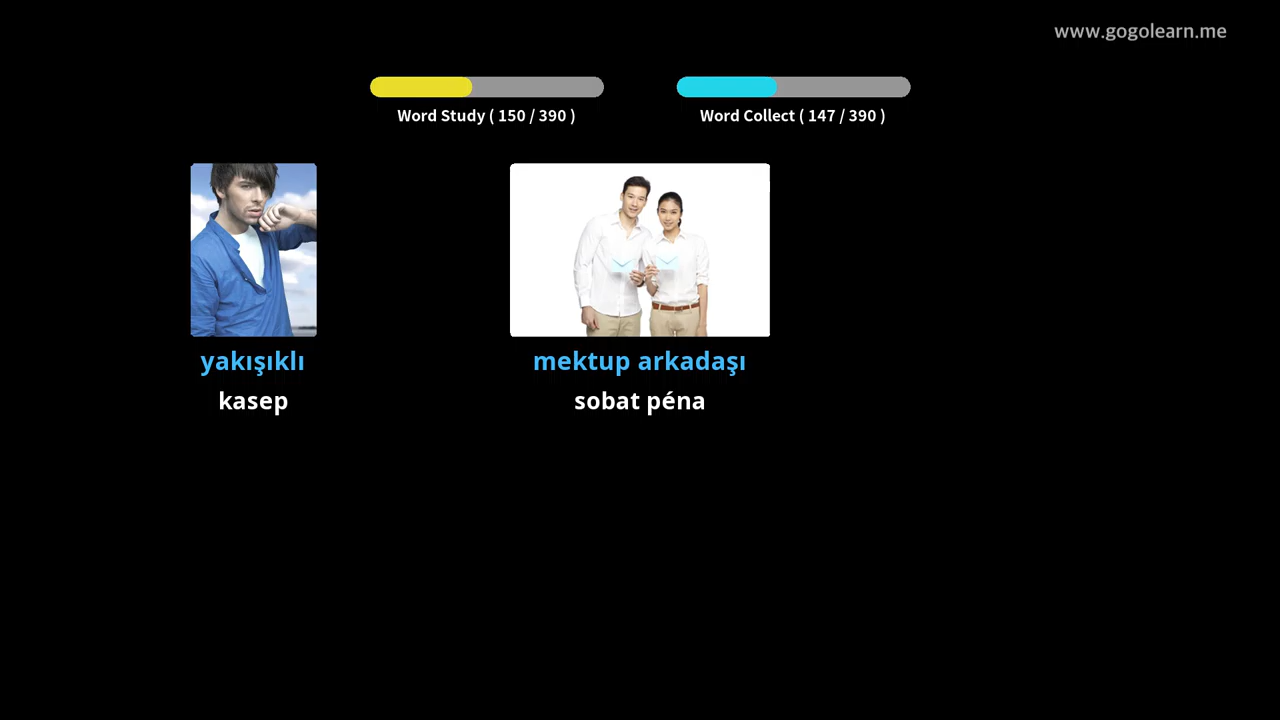 www.gogolearn.me
Word Study ( 150 / 390 )
Word Collect ( 147 / 390 )
yakışıklı
mektup arkadaşı
kasep
sobat péna